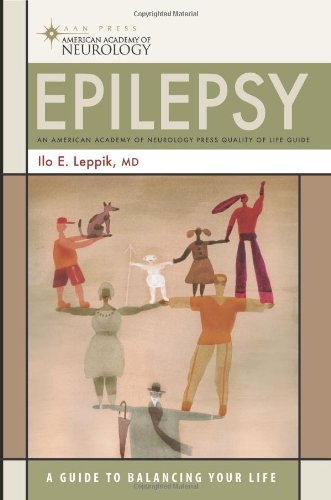 AAN PRESS
AMERICAN ACADEMY OF
NEUROLOGY
EPILEPSY
AN AMERICAN ACADEMY OF NEUROLOGY PRESS QUALITY OF LIFE GUIDE
Ilo E. Leppik, MD
A GUIDE TO BALANCING YOUR LIFE